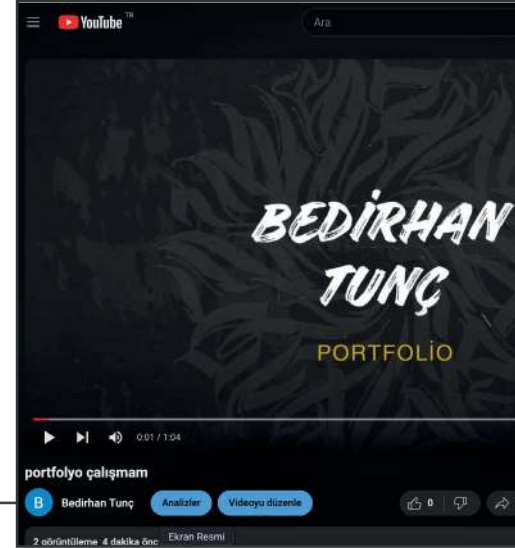 YouTube TR
Ara
BEDİRHAN
TUNÇ
PORTFOLİO
0:01 / 1:04
portfolyo çalışmam
B Bedirhan Tunç Analizler Videoyu düzenle 0
2 görüntüleme 4 dakika önc Ekran Resmi